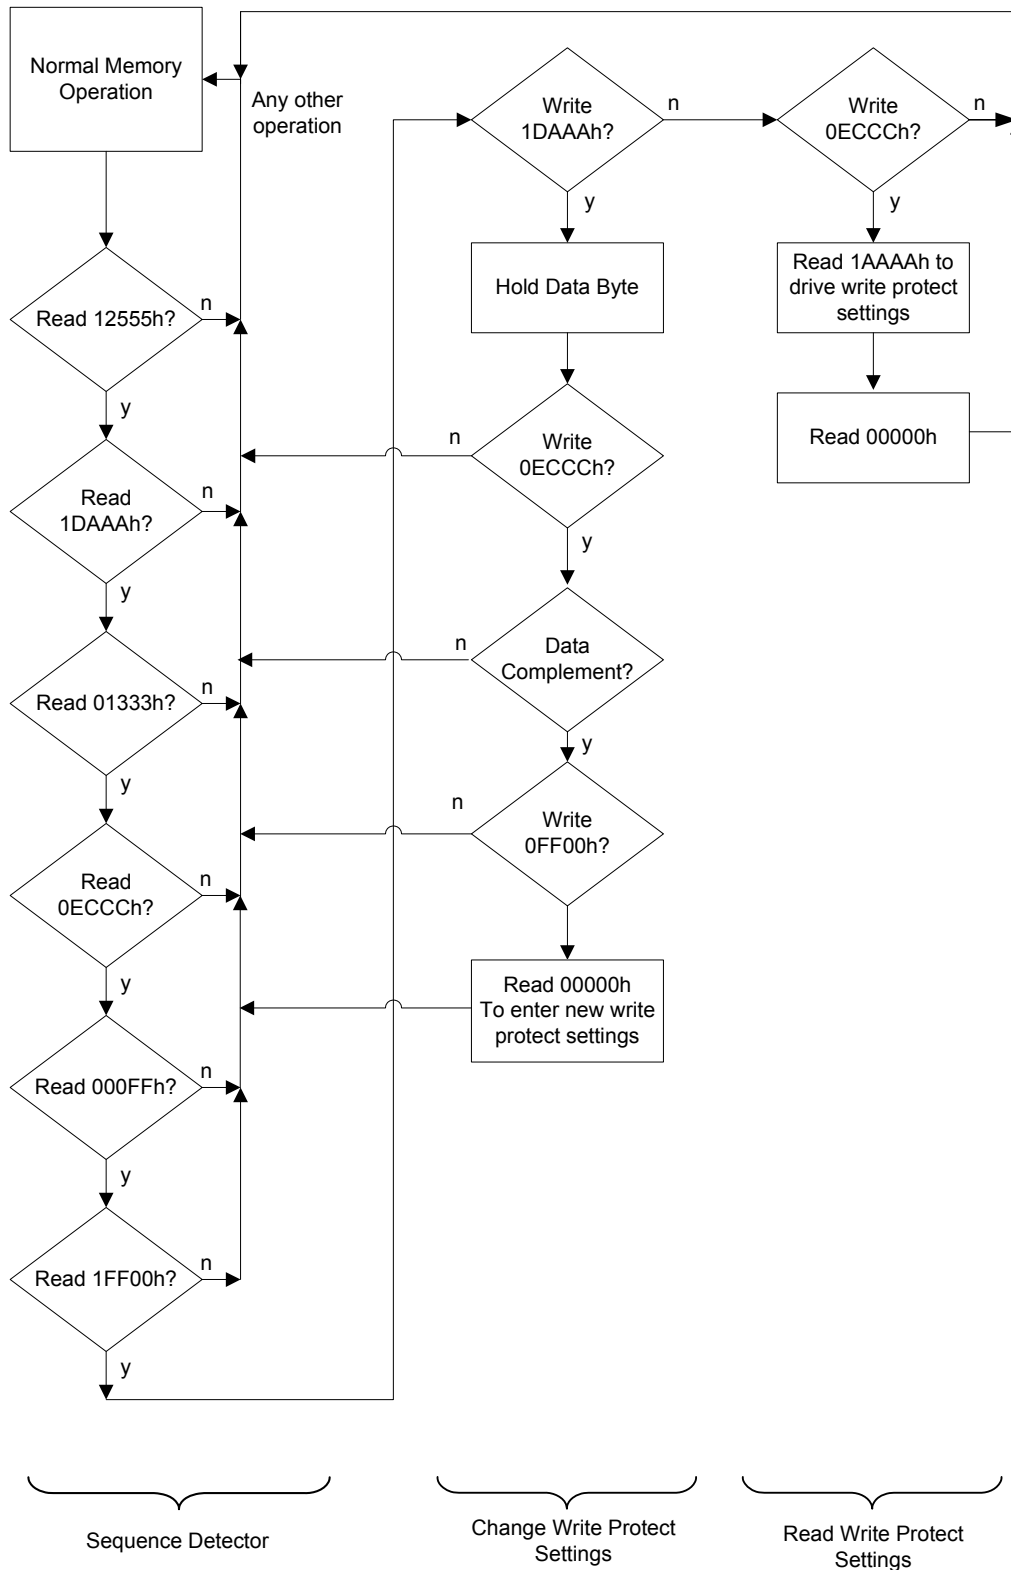 Normal Memory
Operation
Any other
operation
Read 12555h?
n
y
Read
1DAAAh?
n
y
Read 01333h?
n
y
Read
0ECCCh?
n
y
Read 000FFh?
n
y
Read 1FF00h?
n
y
Sequence Detector
Write
1DAAAh?
n
y
Hold Data Byte
Write
0ECCCh?
n
y
Data
Complement?
n
y
Write
0FF00h?
n
Read 00000h
To enter new write
protect settings
Change Write Protect
Settings
Write
0ECCCh?
n
y
Read 1AAAAh to
drive write protect
settings
Read 00000h
Read Write Protect
Settings